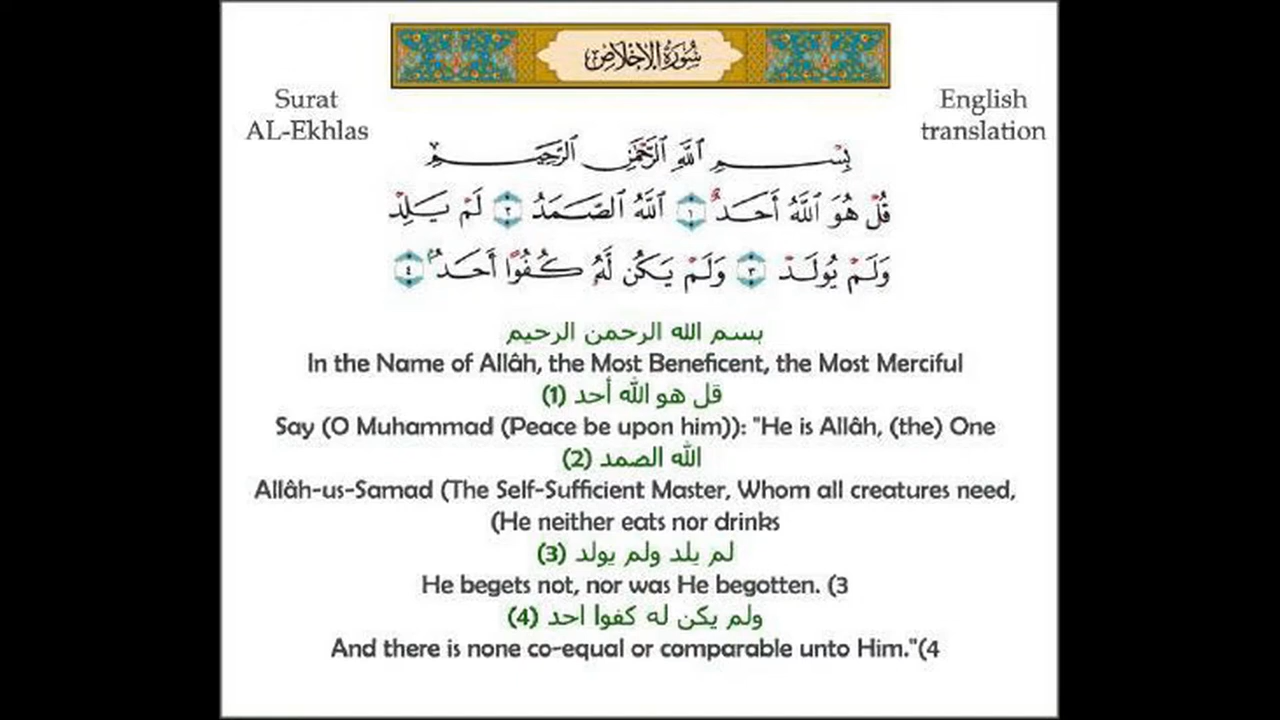 سورة الإخلاص
Surat
AL-Ekhlas
English
translation
بِسْمِ ٱللَّهِ ٱلرَّحْمَٰنِ ٱلرَّحِيمِ
قُلْ هُوَ ٱللَّهُ أَحَدٌ ١ ٱللَّهُ ٱلصَّمَدُ ٢ لَمْ يَلِدْ
وَلَمْ يُولَدْ ٣ وَلَمْ يَكُن لَّهُۥ كُفُوًا أَحَدٌۢ ٤
بسم الله الرحمن الرحيم
In the Name of Allâh, the Most Beneficent, the Most Merciful
قل هو الله أحد (1)
Say (O Muhammad (Peace be upon him)): "He is Allâh, (the) One
الله الصمد (2)
Allâh-us-Samad (The Self-Sufficient Master, Whom all creatures need,
(He neither eats nor drinks
لم يلد ولم يولد (3)
He begets not, nor was He begotten. (3
ولم يكن له كفوا احد (4)
And there is none co-equal or comparable unto Him."(4